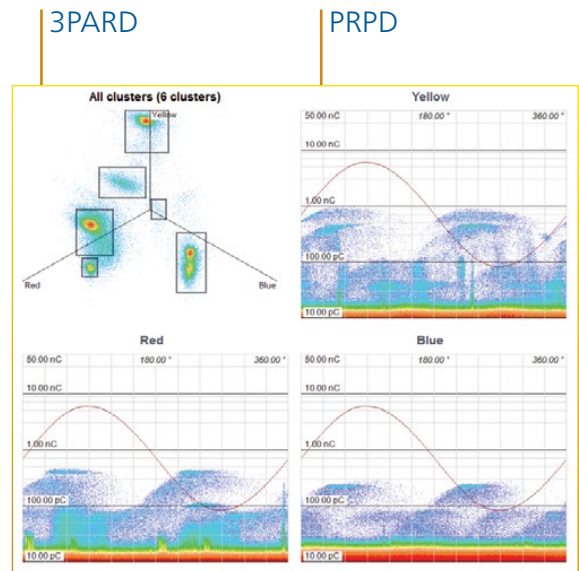 3PARD
PRPD
All clusters (6 clusters)
Yellow
Red
Blue
Yellow
50.00 nC
180.00 °
360.00 °
10.00 nC
1.00 nC
100.00 pC
10.00 pC
Red
50.00 nC
180.00 °
360.00 °
10.00 nC
1.00 nC
100.00 pC
10.00 pC
Blue
50.00 nC
180.00 °
360.00 °
10.00 nC
1.00 nC
100.00 pC
10.00 pC